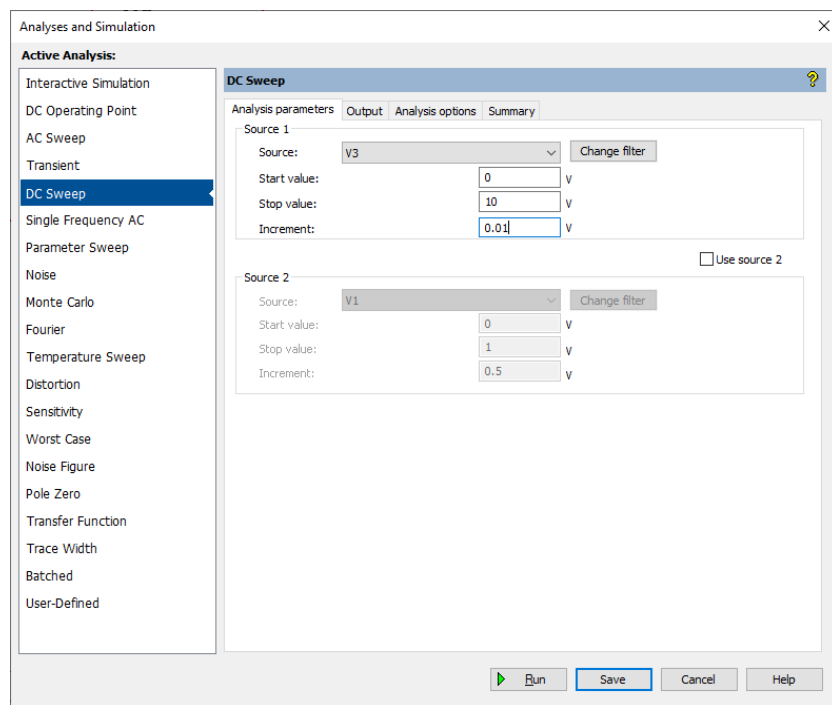 Analyses and Simulation
Active Analysis:
Interactive Simulation
DC Operating Point
AC Sweep
Transient
DC Sweep
Single Frequency AC
Parameter Sweep
Noise
Monte Carlo
Fourier
Temperature Sweep
Distortion
Sensitivity
Worst Case
Noise Figure
Pole Zero
Transfer Function
Trace Width
Batched
User-Defined
DC Sweep ?
Analysis parameters Output Analysis options Summary
Source 1
Source: V3 Change filter
Start value: 0 V
Stop value: 10 V
Increment: 0.01 V
Use source 2
Source 2
Source: V1 Change filter
Start value: 0 V
Stop value: 1 V
Increment: 0.5 V
Run Save Cancel Help